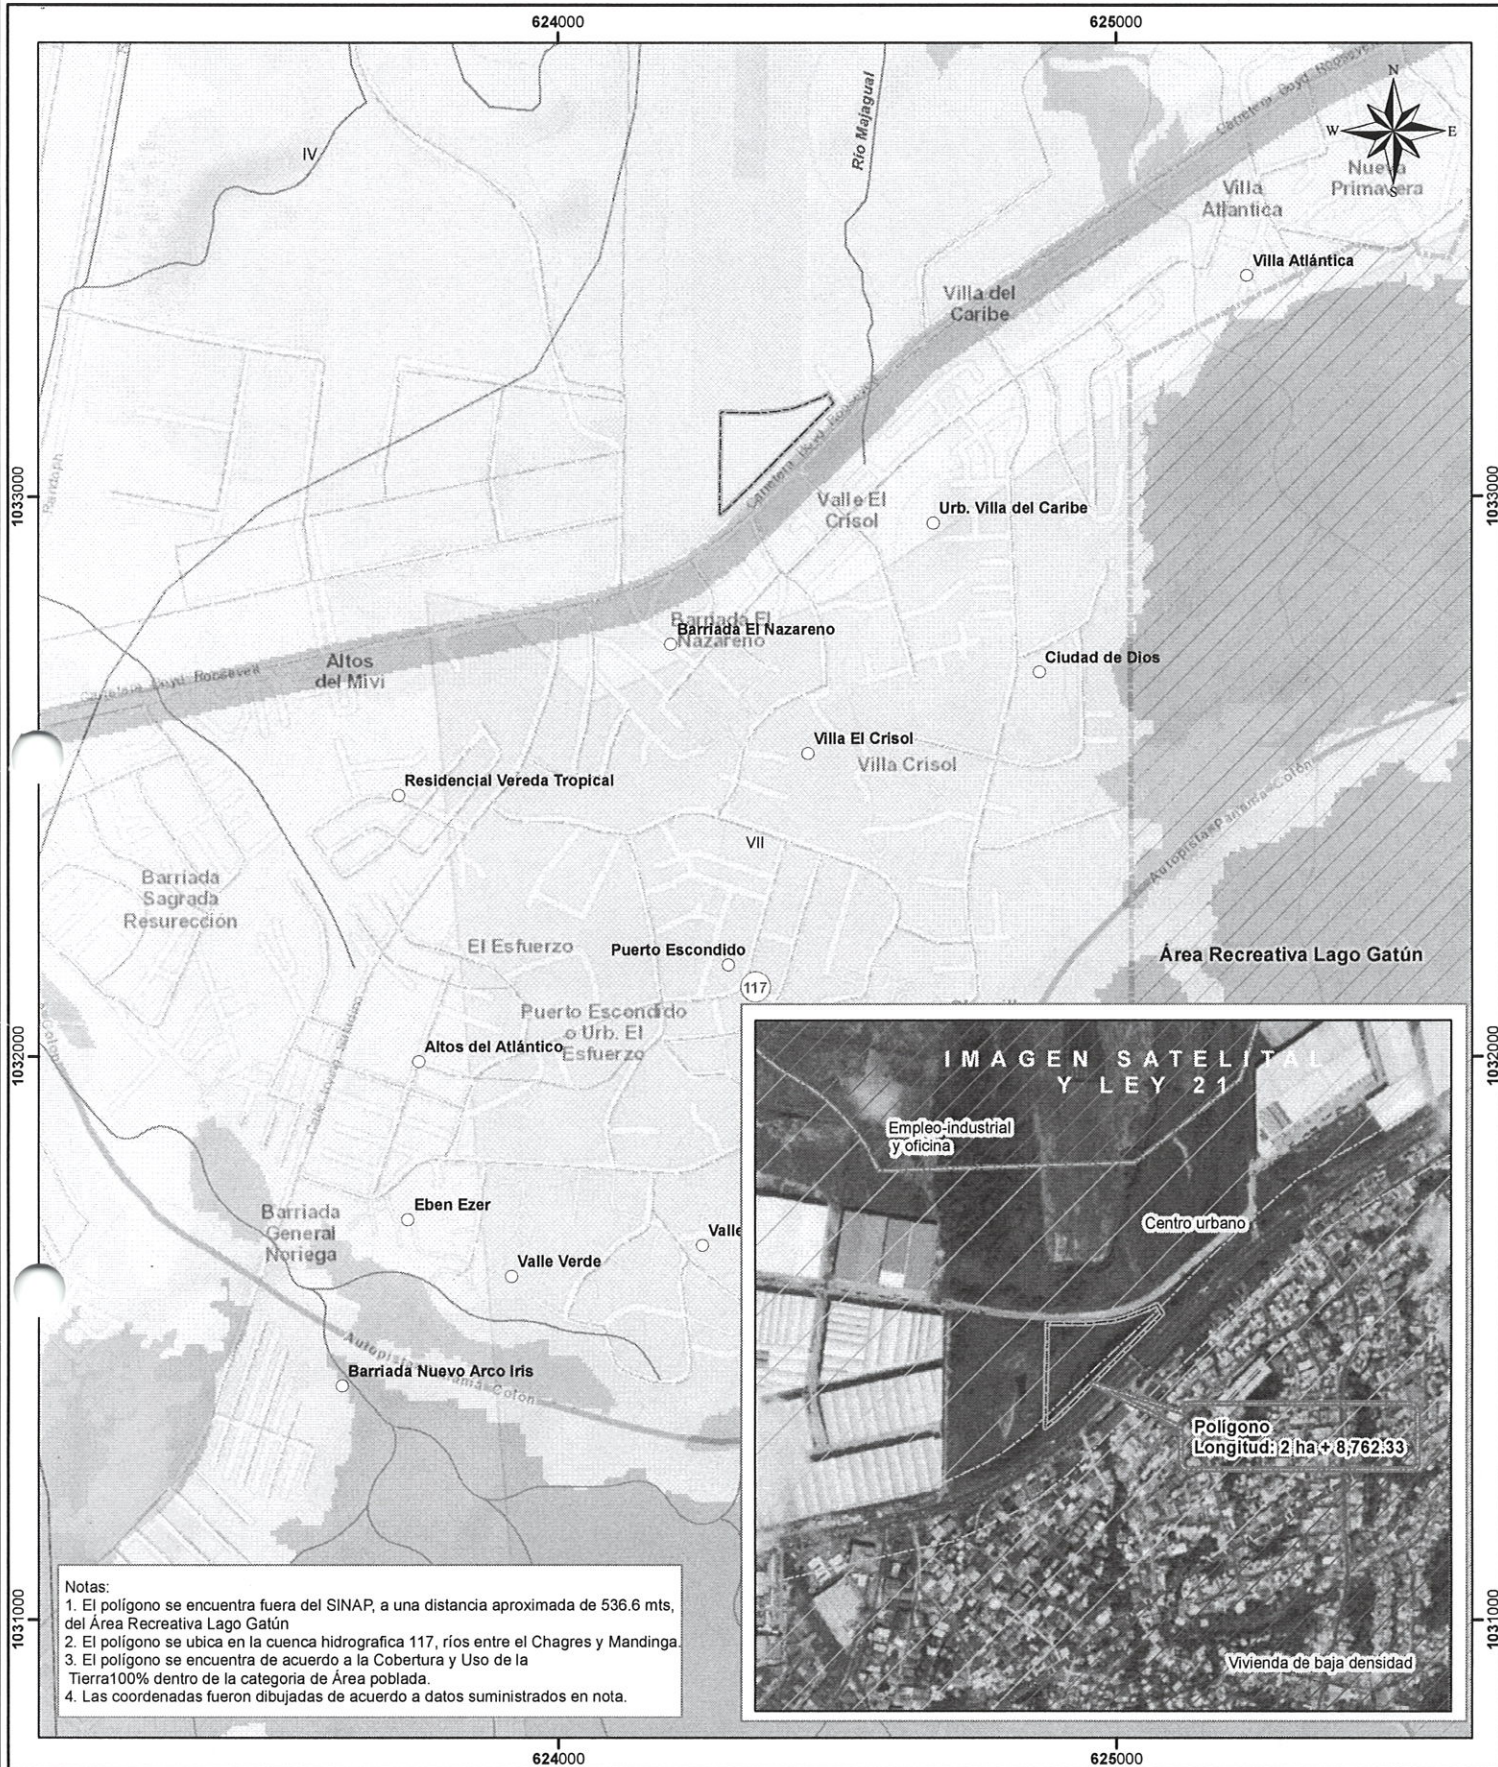 624000
625000
N
W
E
S
IV
Río Majagual
Carretera Boyd Roosevelt
Nueva
Primavera
Villa
Atlantica
Villa Atlántica
Villa del
Caribe
Randolph
1033000
1033000
Carretera Boyd Roosevelt
Valle El
Crisol
Urb. Villa del Caribe
Barriada El
Nazareno
Barriada El Nazareno
Ciudad de Dios
Altos
del Mivi
Carretera Boyd Roosevelt
Villa El Crisol
Villa Crisol
Residencial Vereda Tropical
Autopista Panamá-Colón
VII
Barriada
Sagrada
Resurección
El Esfuerzo
Puerto Escondido
Área Recreativa Lago Gatún
117
Puerto Escondido
o Urb. El
Esfuerzo
Altos del Atlántico
1032000
1032000
IMAGEN SATELITAL
Y LEY 21
Empleo-industrial
y oficina
Centro urbano
Eben Ezer
Barriada
General
Noriega
Valle
Valle Verde
Autopista Panamá-Colón
Barriada Nuevo Arco Iris
Polígono
Longitud: 2 ha + 8,762.33
Vivienda de baja densidad
1031000
1031000
Notas:
1. El polígono se encuentra fuera del SINAP, a una distancia aproximada de 536.6 mts,
del Área Recreativa Lago Gatún
2. El polígono se ubica en la cuenca hidrografica 117, ríos entre el Chagres y Mandinga.
3. El polígono se encuentra de acuerdo a la Cobertura y Uso de la
Tierra100% dentro de la categoria de Área poblada.
4. Las coordenadas fueron dibujadas de acuerdo a datos suministrados en nota.
624000
625000